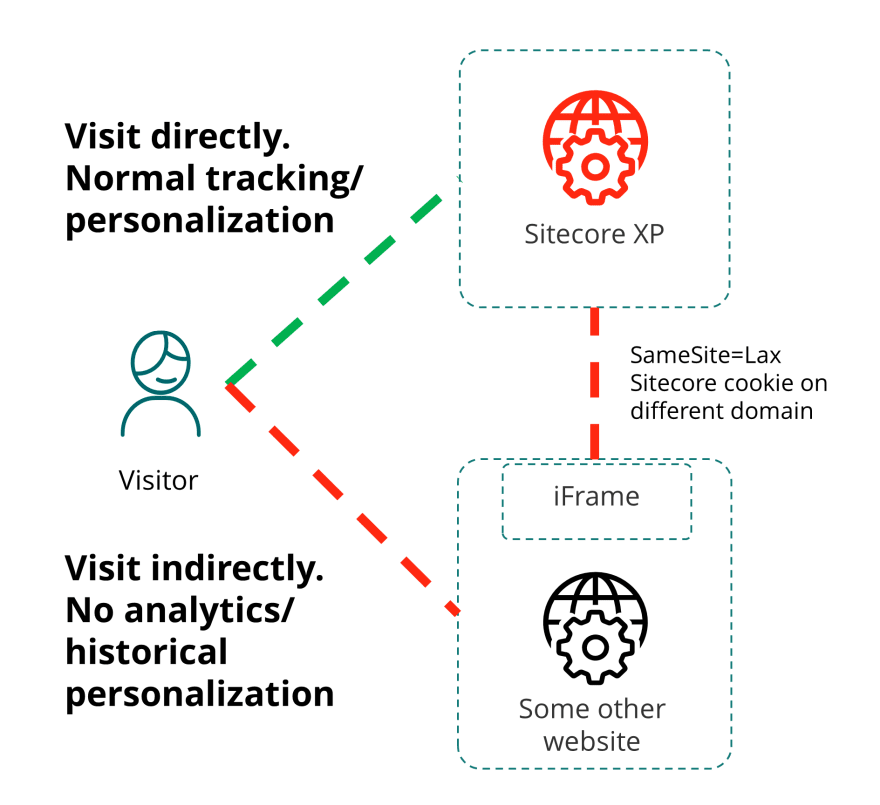 Visit directly.
Normal tracking/
personalization
Sitecore XP
SameSite=Lax
Sitecore cookie on
different domain
Visitor
iFrame
Visit indirectly.
No analytics/
historical
personalization
Some other
website